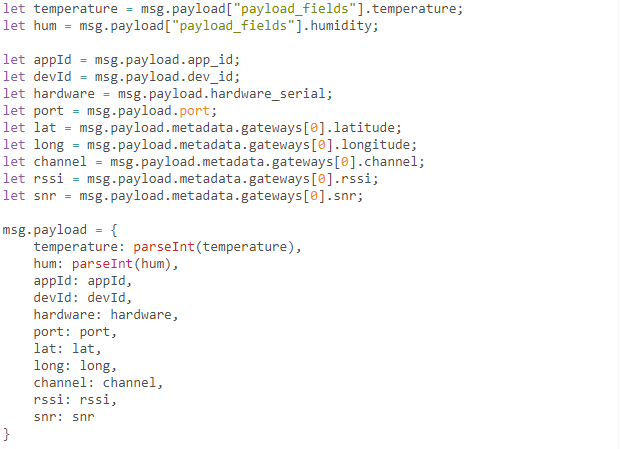 let temperature = msg.payload["payload_fields"].temperature;
let hum = msg.payload["payload_fields"].humidity;

let appId = msg.payload.app_id;
let devId = msg.payload.dev_id;
let hardware = msg.payload.hardware_serial;
let port = msg.payload.port;
let lat = msg.payload.metadata.gateways[0].latitude;
let long = msg.payload.metadata.gateways[0].longitude;
let channel = msg.payload.metadata.gateways[0].channel;
let rssi = msg.payload.metadata.gateways[0].rssi;
let snr = msg.payload.metadata.gateways[0].snr;

msg.payload = {
    temperature: parseInt(temperature),
    hum: parseInt(hum),
    appId: appId,
    devId: devId,
    hardware: hardware,
    port: port,
    lat: lat,
    long: long,
    channel: channel,
    rssi: rssi,
    snr: snr
}